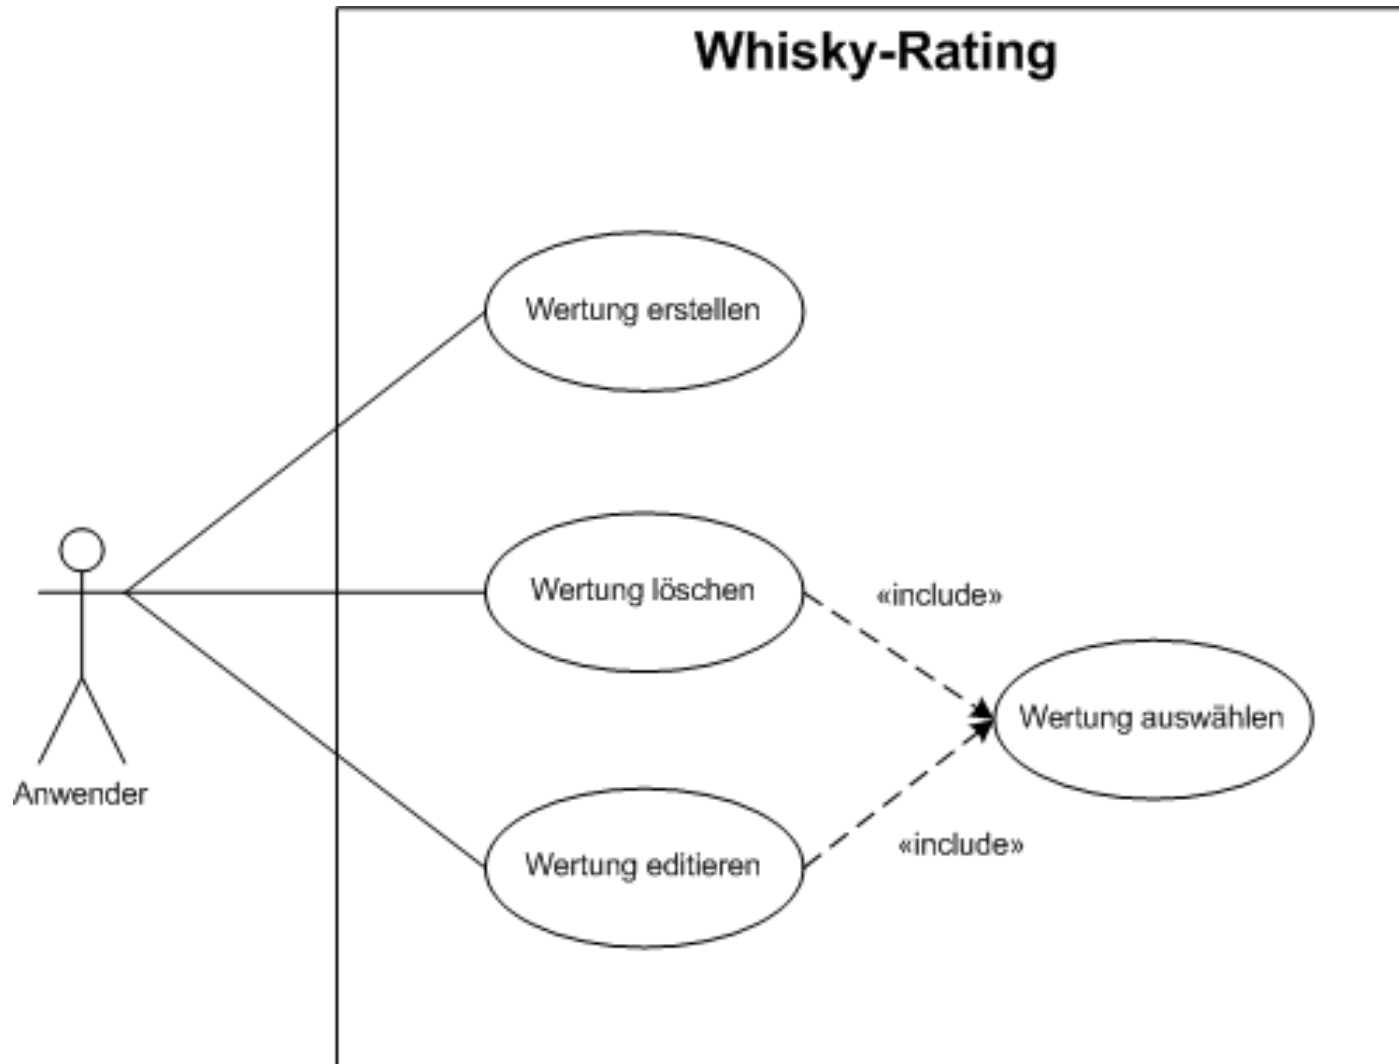 Whisky-Rating
Wertung erstellen
Wertung löschen
«include»
Wertung auswählen
Anwender
«include»
Wertung editieren